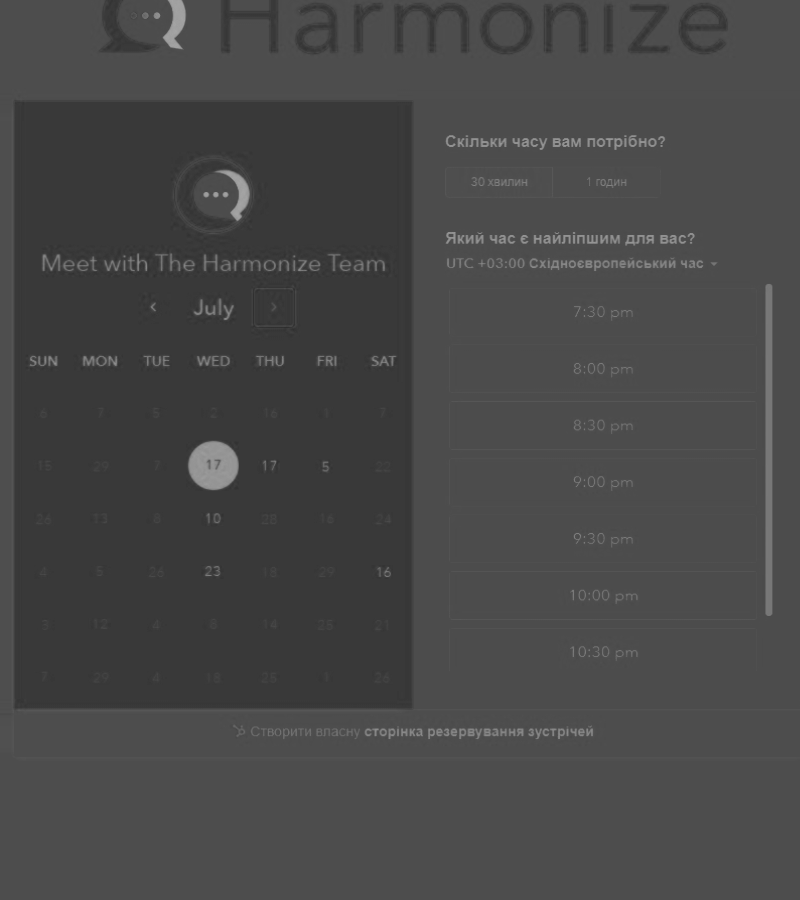 Harmonize
Meet with The Harmonize Team
July
SUN MON TUE WED THU FRI SAT
6 7 5 2 16 1 7
15 29 7 17 17 5 22
26 13 8 10 28 16 24
4 5 26 23 18 29 16
3 12 4 5 14 25 21
7 29 4 18 25 1 26
Скільки часу вам потрібно?
30 хвилин 1 годин
Який час є найліпшим для вас?
UTC +03:00 Східноєвропейський час
7:30 pm
8:00 pm
8:30 pm
9:00 pm
9:30 pm
10:00 pm
10:30 pm
Створити власну сторінка резервування зустрічей